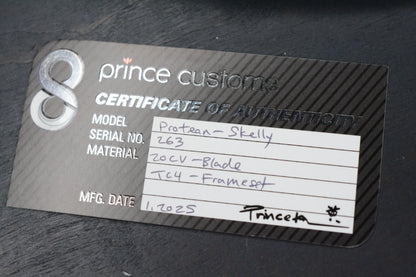 prince customs
CERTIFICATE OF AUTHENTICITY
MODEL Protean-Skelly
SERIAL NO. 263
MATERIAL 20CV-Blade
TC4-Frameset
MFG. DATE 1, 2025